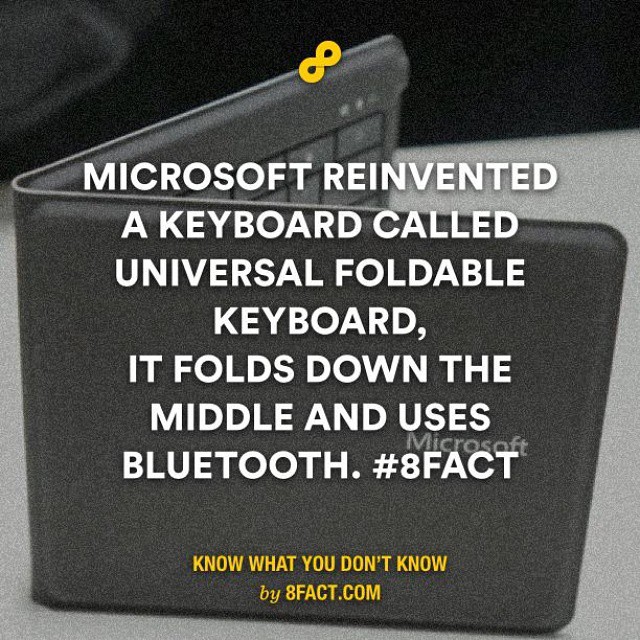 MICROSOFT REINVENTED
A KEYBOARD CALLED
UNIVERSAL FOLDABLE
KEYBOARD,
IT FOLDS DOWN THE
MIDDLE AND USES
Microsoft
BLUETOOTH. #8FACT
KNOW WHAT YOU DON'T KNOW
by 8FACT.COM